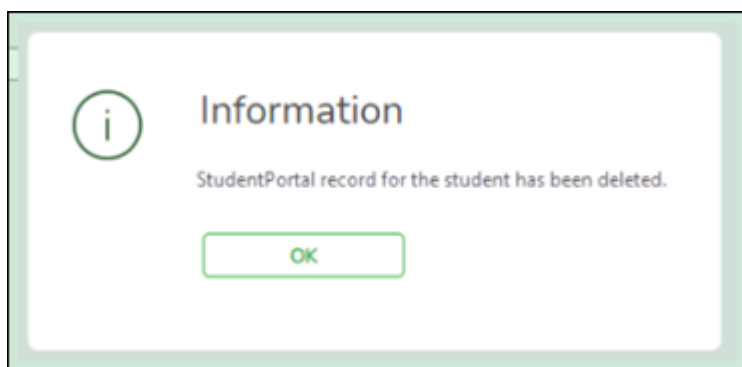 Information
StudentPortal record for the student has been deleted.
OK